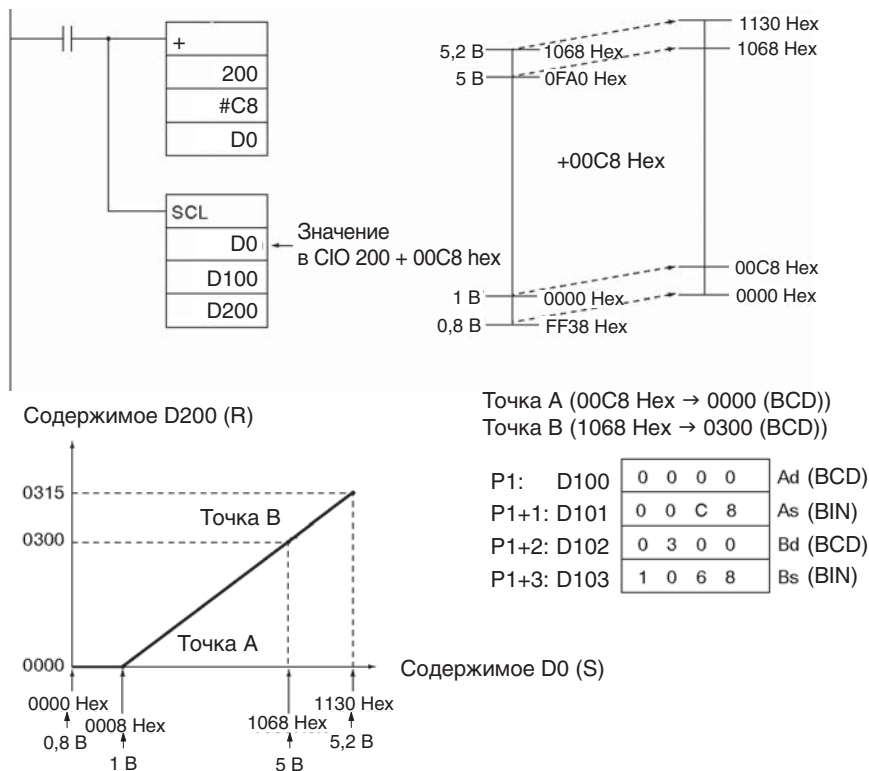 +
200
#C8
D0
SCL
D0
D100
D200
Значение
в CIO 200 + 00C8 hex
1130 Hex
5,2 В 1068 Hex 1068 Hex
5 В 0FA0 Hex
+00C8 Hex
00C8 Hex
1 В 0000 Hex 0000 Hex
0,8 В FF38 Hex
Содержимое D200 (R)
0315
0300
0000
Точка B
Точка A
Содержимое D0 (S)
0000 Hex 0008 Hex 1068 Hex 1130 Hex
0,8 В 1 В 5 В 5,2 В
Точка A (00C8 Hex → 0000 (BCD))
Точка B (1068 Hex → 0300 (BCD))
P1: D100 0 0 0 0 Ad (BCD)
P1+1: D101 0 0 C 8 As (BIN)
P1+2: D102 0 3 0 0 Bd (BCD)
P1+3: D103 1 0 6 8 Bs (BIN)